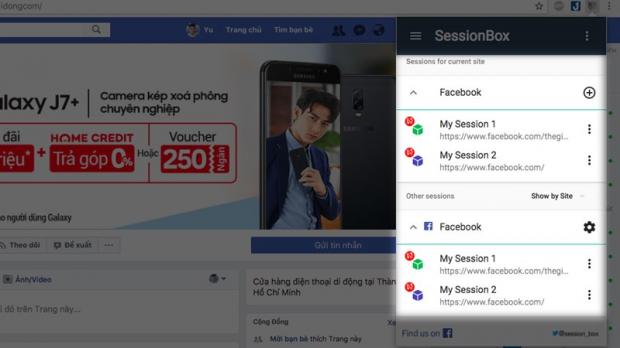 idongcom/
Yu
Trang chủ
Tìm bạn bè
SessionBox
Sessions for current site
Facebook
My Session 1
https://www.facebook.com/thegi...
My Session 2
https://www.facebook.com/
Other sessions
Show by Site
Facebook
My Session 1
https://www.facebook.com/thegi...
My Session 2
https://www.facebook.com/
Find us on
@session_box
alaxy J7+
Camera kép xoá phông
chuyên nghiệp
đãi
riệu*
+
HOME CREDIT
Trả góp 0%
Hoặc
Voucher
250 Ngàn
o người dùng Galaxy
Theo dõi
Đề xuất
Gửi tin nhắn
Ảnh/Video
ì đó trên Trang này...
Cửa hàng điện thoại di động tại Thàn
Hồ Chí Minh
Cộng Đồng
Mời bạn bè thích Trang này